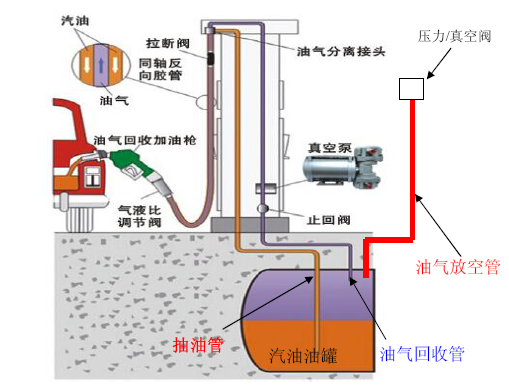 汽油
拉断阀
油气分离接头
压力/真空阀
同轴反
向胶管
油气
油气回收加油枪
真空泵
气液比
调节阀
止回阀
油气放空管
抽油管
汽油油罐
油气回收管